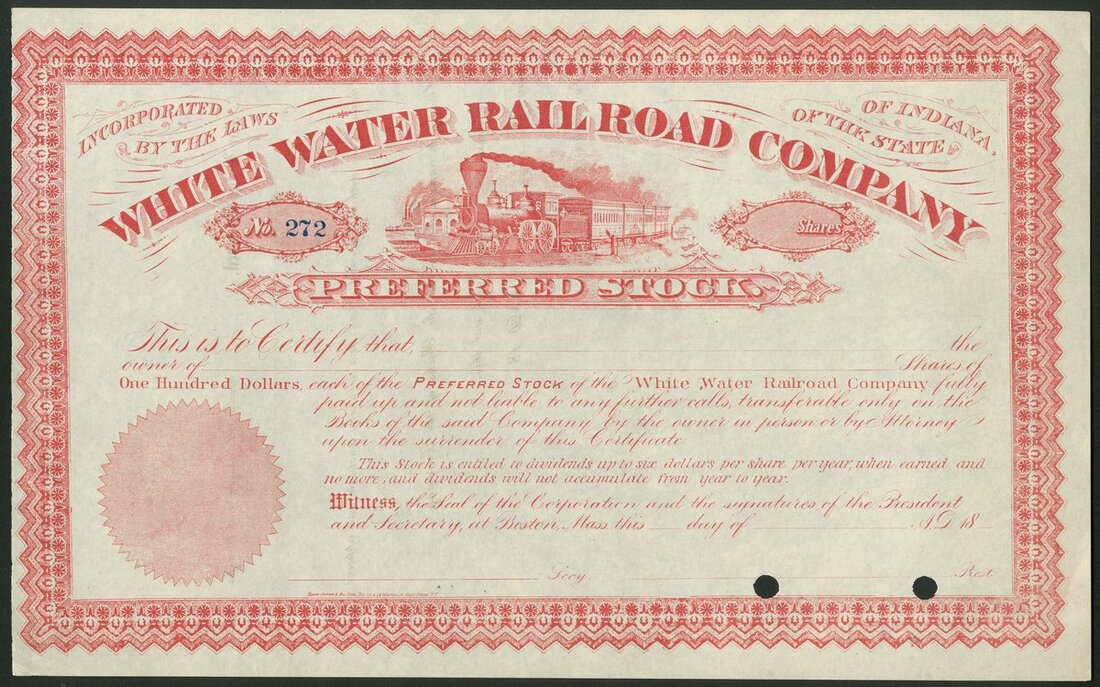 INCORPORATED
BY THE LAWS
OF THE STATE
OF INDIANA,
WHITE WATER RAIL ROAD COMPANY
No. 272
Shares
PREFERRED STOCK.
This is to Certify that, the
owner of Shares of
One Hundred Dollars, each of the PREFERRED STOCK of the White Water Railroad Company fully
paid up and not liable to any further calls, transferable only on the
Books of the said Company by the owner in person or by Attorney
upon the surrender of this Certificate
This Stock is entitled to dividends up to six dollars per share per year, when earned and
no more, and dividends will not accumulate from year to year.
Witness, the Seal of the Corporation and the signatures of the President
and Secretary, at Boston, Mass. this day of A.D. 18
Secy. Prest